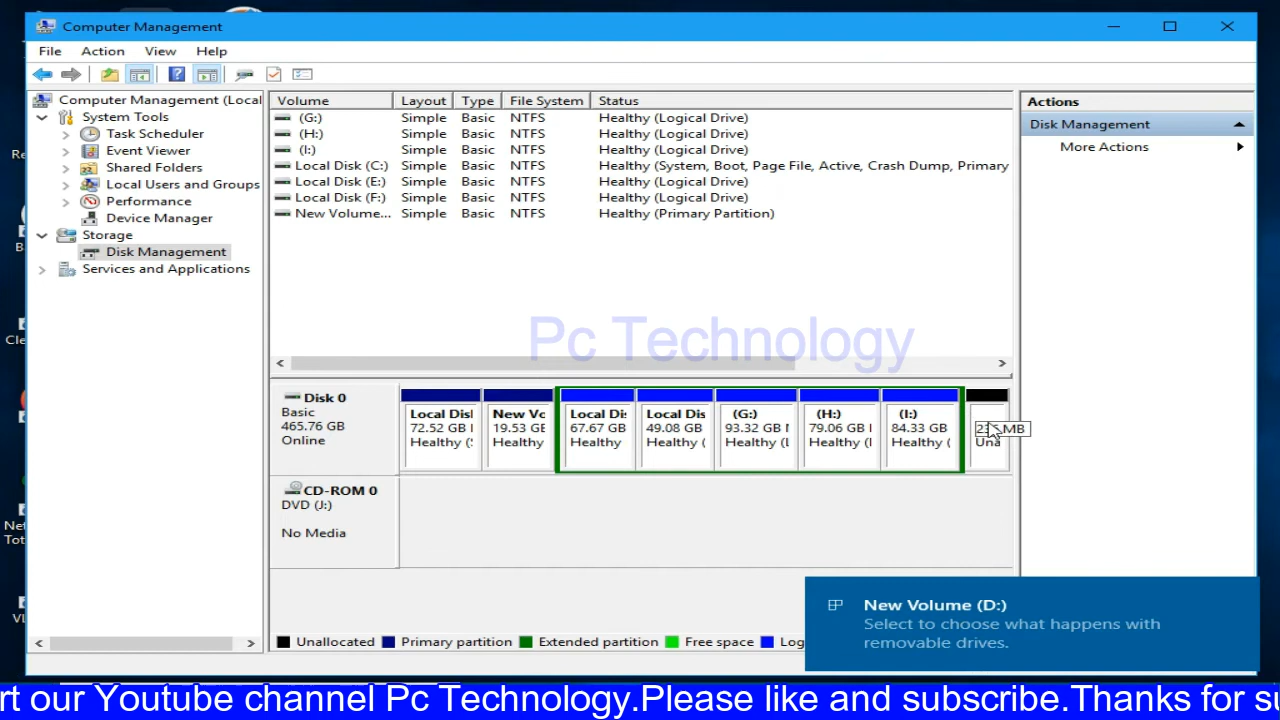 Computer Management
File Action View Help
Computer Management (Local
System Tools
Task Scheduler
Event Viewer
Shared Folders
Local Users and Groups
Performance
Device Manager
Storage
Disk Management
Services and Applications
Volume Layout Type File System Status
(G:) Simple Basic NTFS Healthy (Logical Drive)
(H:) Simple Basic NTFS Healthy (Logical Drive)
(I:) Simple Basic NTFS Healthy (Logical Drive)
Local Disk (C:) Simple Basic NTFS Healthy (System, Boot, Page File, Active, Crash Dump, Primary
Local Disk (E:) Simple Basic NTFS Healthy (Logical Drive)
Local Disk (F:) Simple Basic NTFS Healthy (Logical Drive)
New Volume... Simple Basic NTFS Healthy (Primary Partition)
Pc Technology
Disk 0
Basic
465.76 GB
Online
Local Disl
72.52 GB
Healthy (
New Vo
19.53 GB
Healthy
Local Di:
67.67 GB
Healthy
Local Dis
49.08 GB
Healthy (
(G:)
93.32 GB
Healthy (L
(H:)
79.06 GB
Healthy (
(I:)
84.33 GB
Healthy (
MB
Una
CD-ROM 0
DVD (J:)
No Media
Unallocated Primary partition Extended partition Free space Log
Actions
Disk Management
More Actions
New Volume (D:)
Select to choose what happens with
removable drives.
rt our Youtube channel Pc Technology.Please like and subscribe.Thanks for su